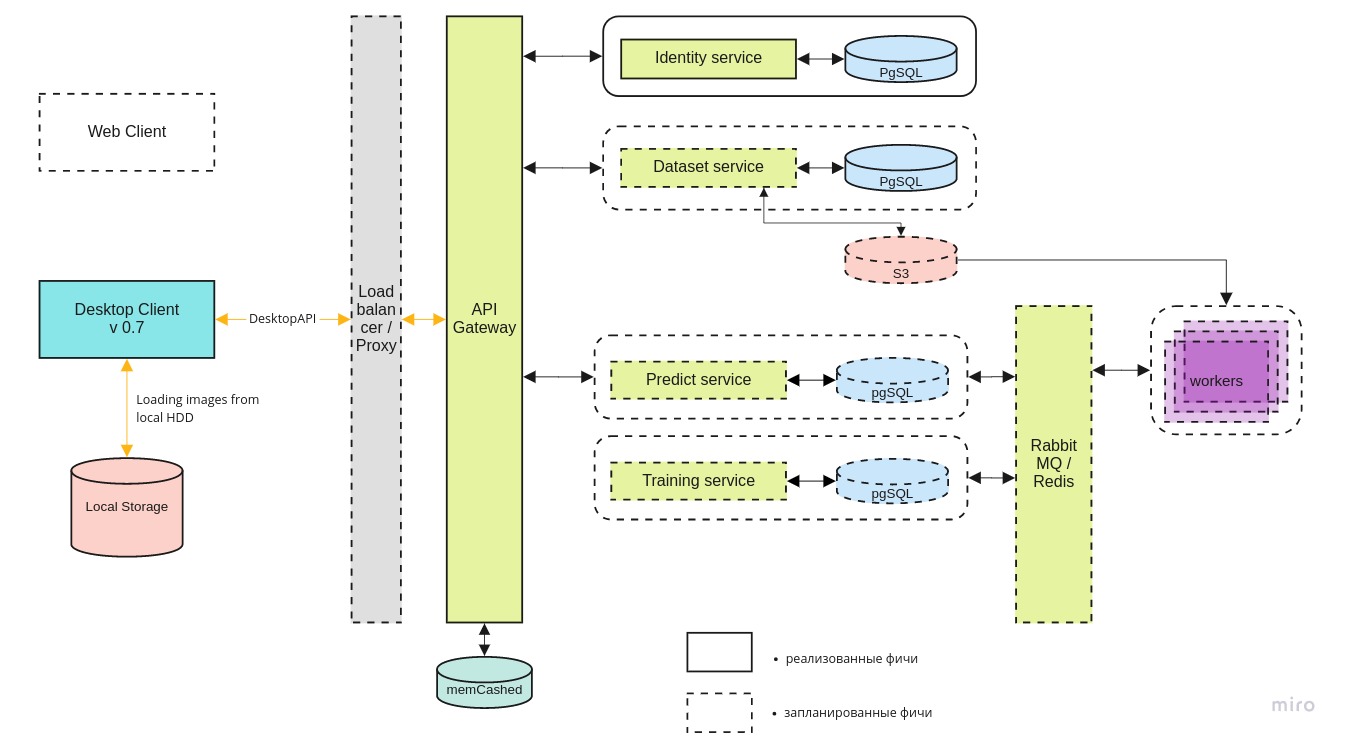 Web Client
Desktop Client
v 0.7
DesktopAPI
Loading images from
local HDD
Local Storage
Load
balan
cer /
Proxy
API
Gateway
memCashed
Identity service
PgSQL
Dataset service
PgSQL
S3
Predict service
pgSQL
Training service
pgSQL
Rabbit
MQ /
Redis
workers
• реализованные фичи
• запланированные фичи
miro